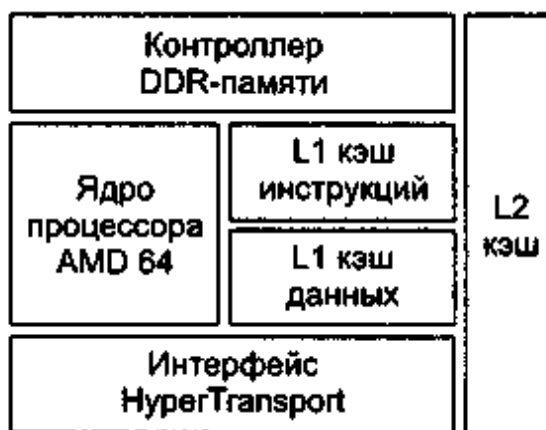 Контроллер
DDR-памяти
Ядро
процессора
AMD 64
L1 кэш
инструкций
L1 кэш
данных
L2
кэш
Интерфейс
HyperTransport